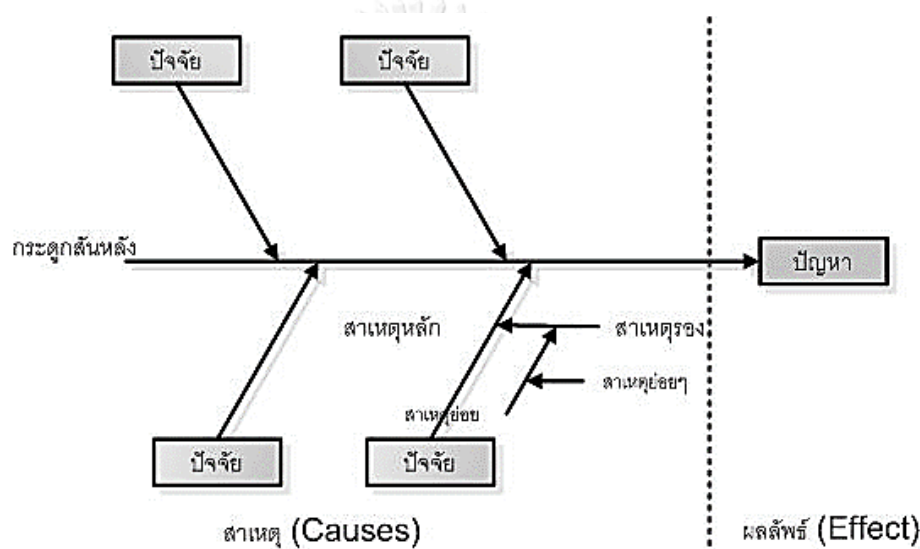 ปัจจัย
ปัจจัย
กระดูกสันหลัง
ปัญหา
สาเหตุหลัก
สาเหตุรอง
สาเหตุย่อยๆ
สาเหตุย่อย
ปัจจัย
ปัจจัย
สาเหตุ (Causes)
ผลลัพธ์ (Effect)